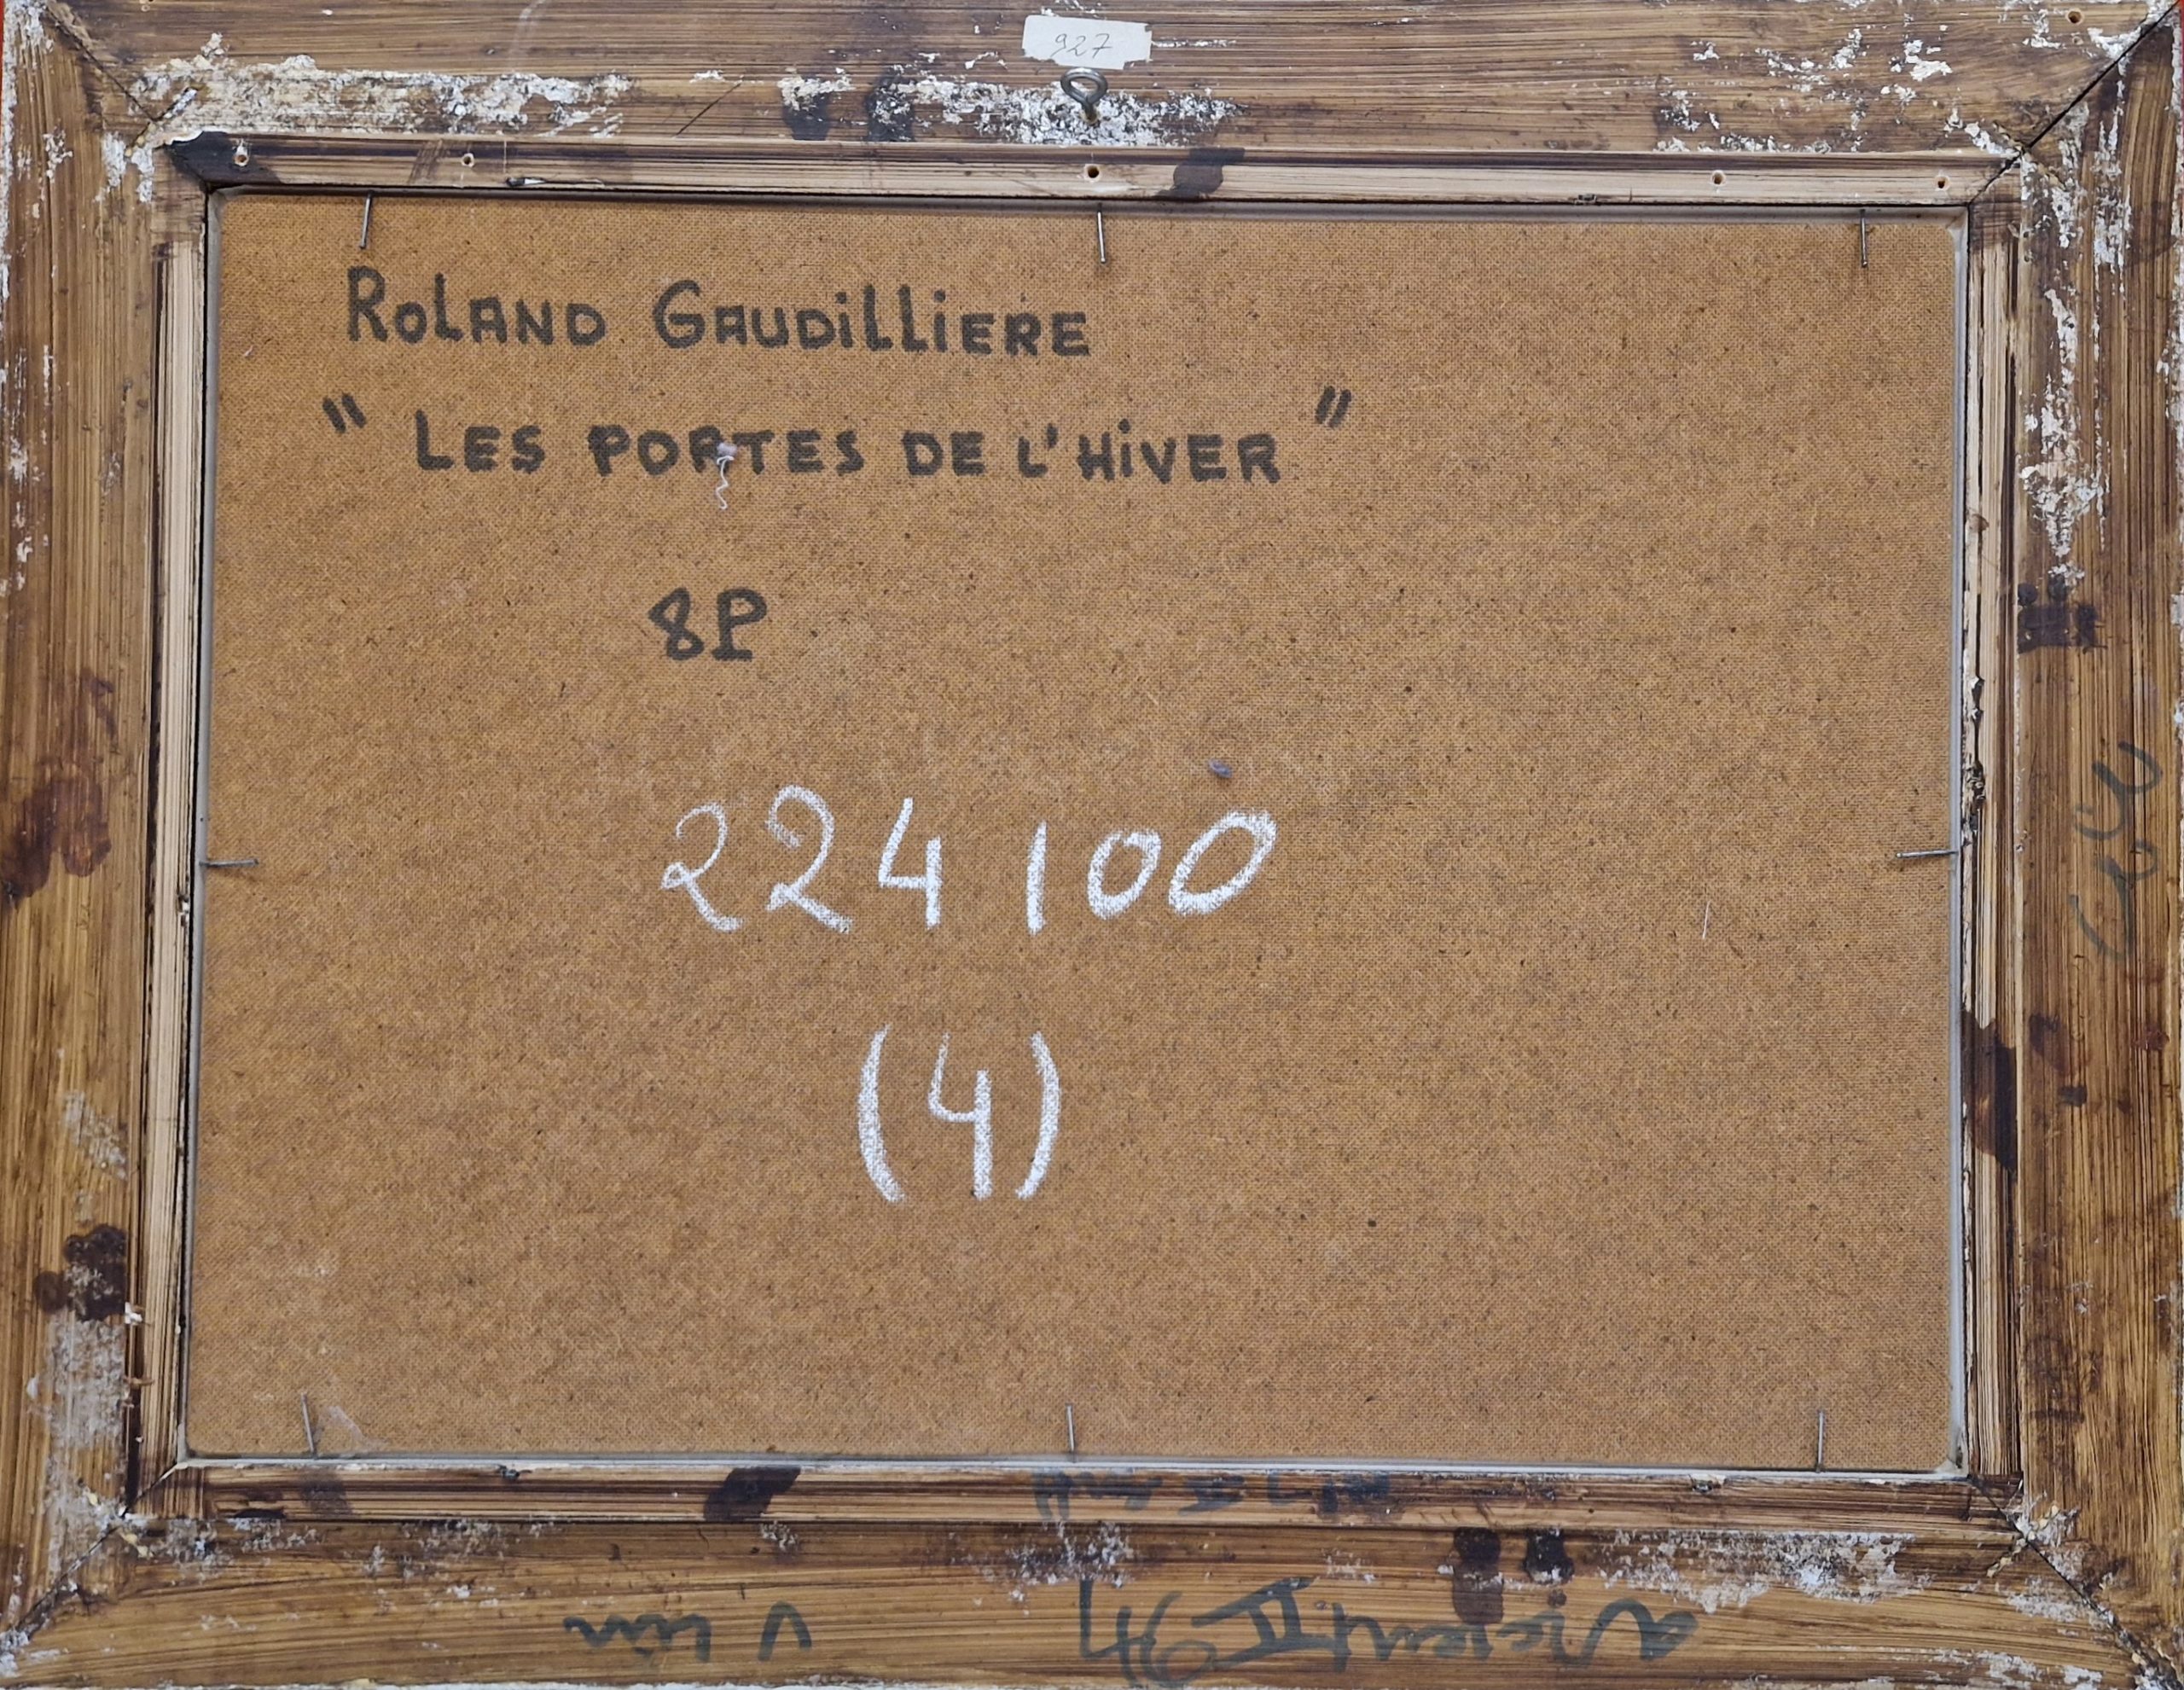 927
RoLAND GAUDiLLiERE
" LES PORTES DE L'HiVER "
8P
224100
(4)